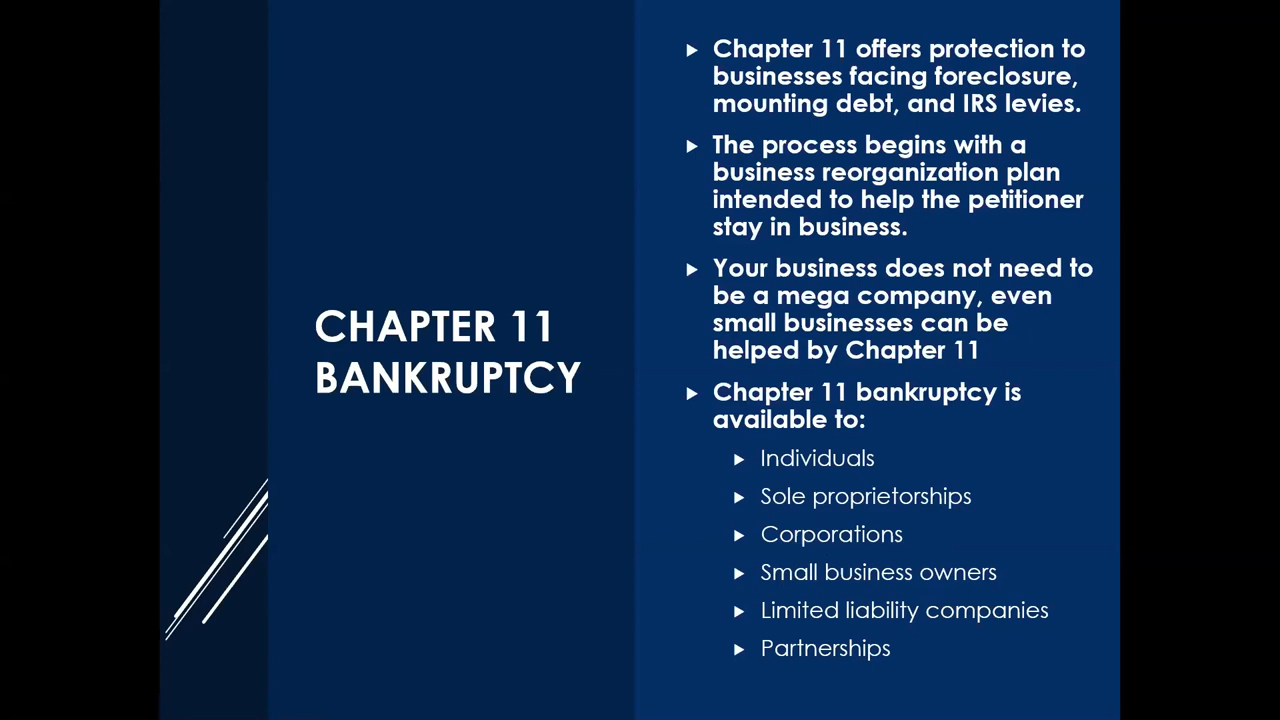 CHAPTER 11
BANKRUPTCY
Chapter 11 offers protection to
businesses facing foreclosure,
mounting debt, and IRS levies.
The process begins with a
business reorganization plan
intended to help the petitioner
stay in business.
Your business does not need to
be a mega company, even
small businesses can be
helped by Chapter 11
Chapter 11 bankruptcy is
available to:
Individuals
Sole proprietorships
Corporations
Small business owners
Limited liability companies
Partnerships